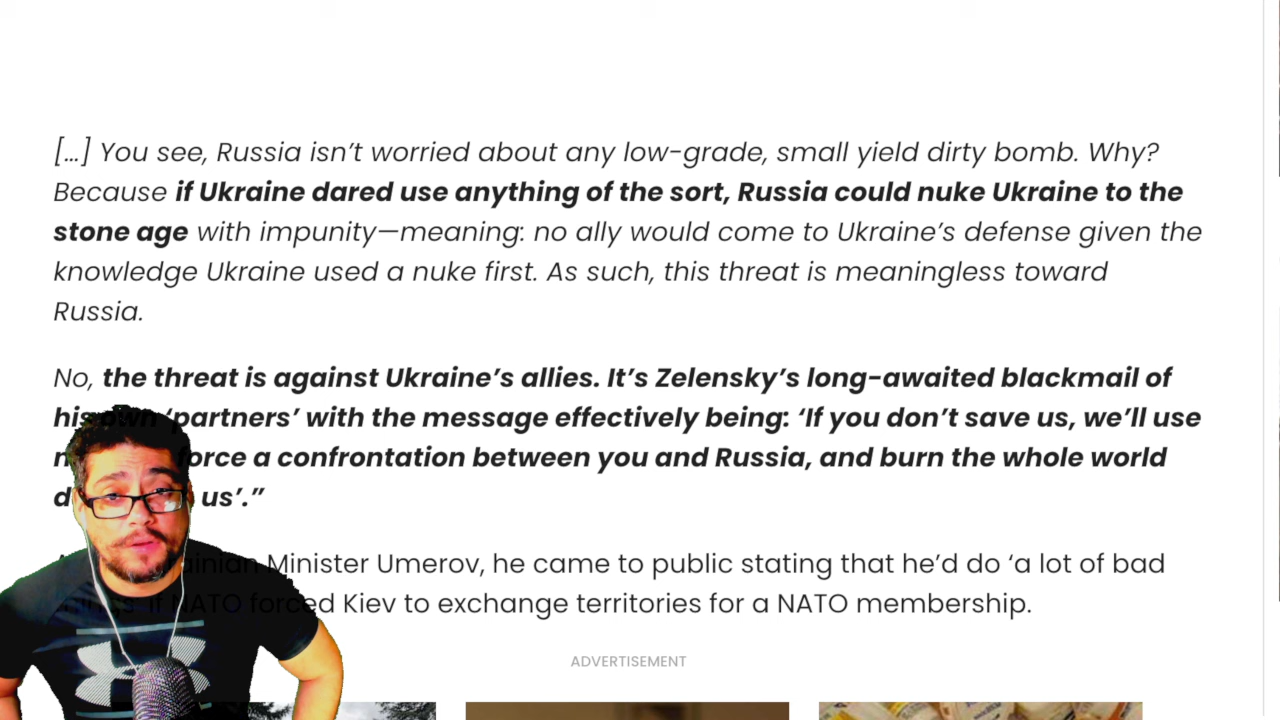 [...] You see, Russia isn’t worried about any low-grade, small yield dirty bomb. Why?
Because if Ukraine dared use anything of the sort, Russia could nuke Ukraine to the
stone age with impunity—meaning: no ally would come to Ukraine’s defense given the
knowledge Ukraine used a nuke first. As such, this threat is meaningless toward
Russia.
No, the threat is against Ukraine’s allies. It’s Zelensky’s long-awaited blackmail of
his own ‘partners’ with the message effectively being: ‘If you don’t save us, we’ll use
force a confrontation between you and Russia, and burn the whole world
us’.”
Minister Umerov, he came to public stating that he’d do ‘a lot of bad
if NATO forced Kiev to exchange territories for a NATO membership.
ADVERTISEMENT